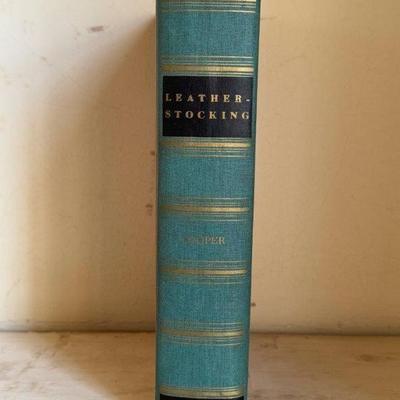 LEATHER-
STOCKING
COOPER